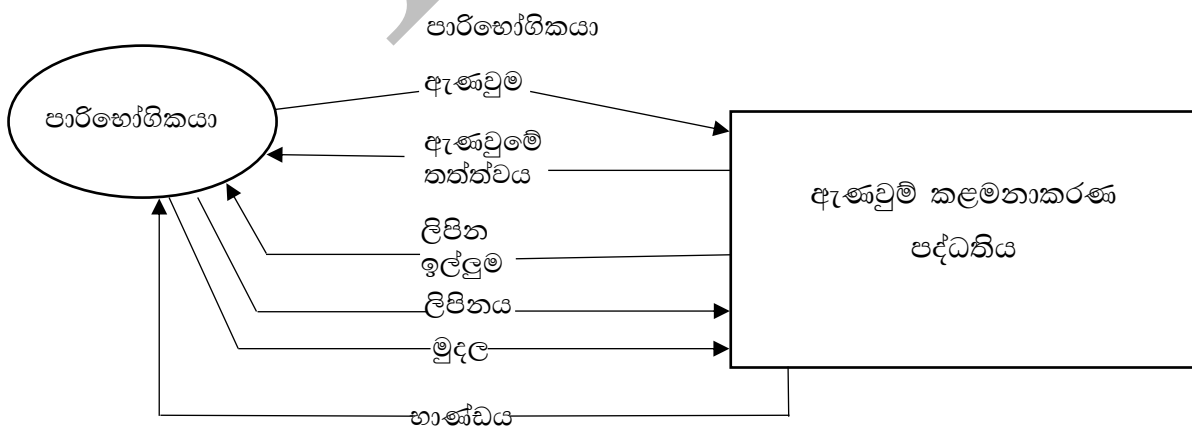 පාරිභෝගිකයා
පාරිභෝගිකයා
ඇණවුම
ඇණවුමේ
තත්ත්වය
ඇණවුම් කළමනාකරණ
පද්ධතිය
ලිපින
ඉල්ලුම
ලිපිනය
මුදල
භාණ්ඩය